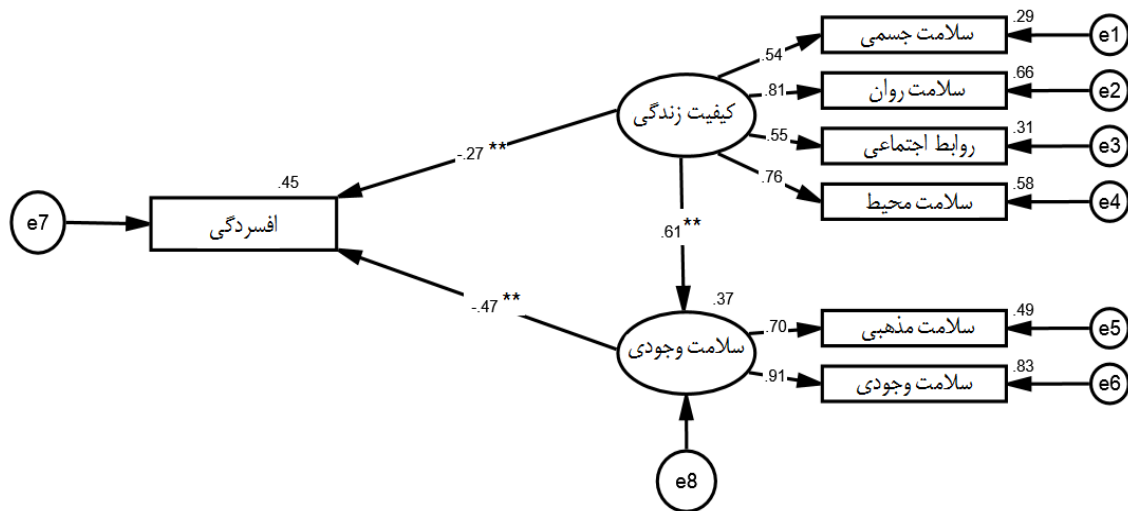 سلامت جسمی
.29
e1
.54
سلامت روان
.66
e2
.81
کیفیت زندگی
روابط اجتماعی
.31
e3
.55
سلامت محیط
.58
e4
.76
-.27 **
.45
افسردگی
e7
.61**
-.47 **
.37
سلامت وجودی
سلامت مذهبی
.49
e5
.70
سلامت وجودی
.83
e6
.91
e8